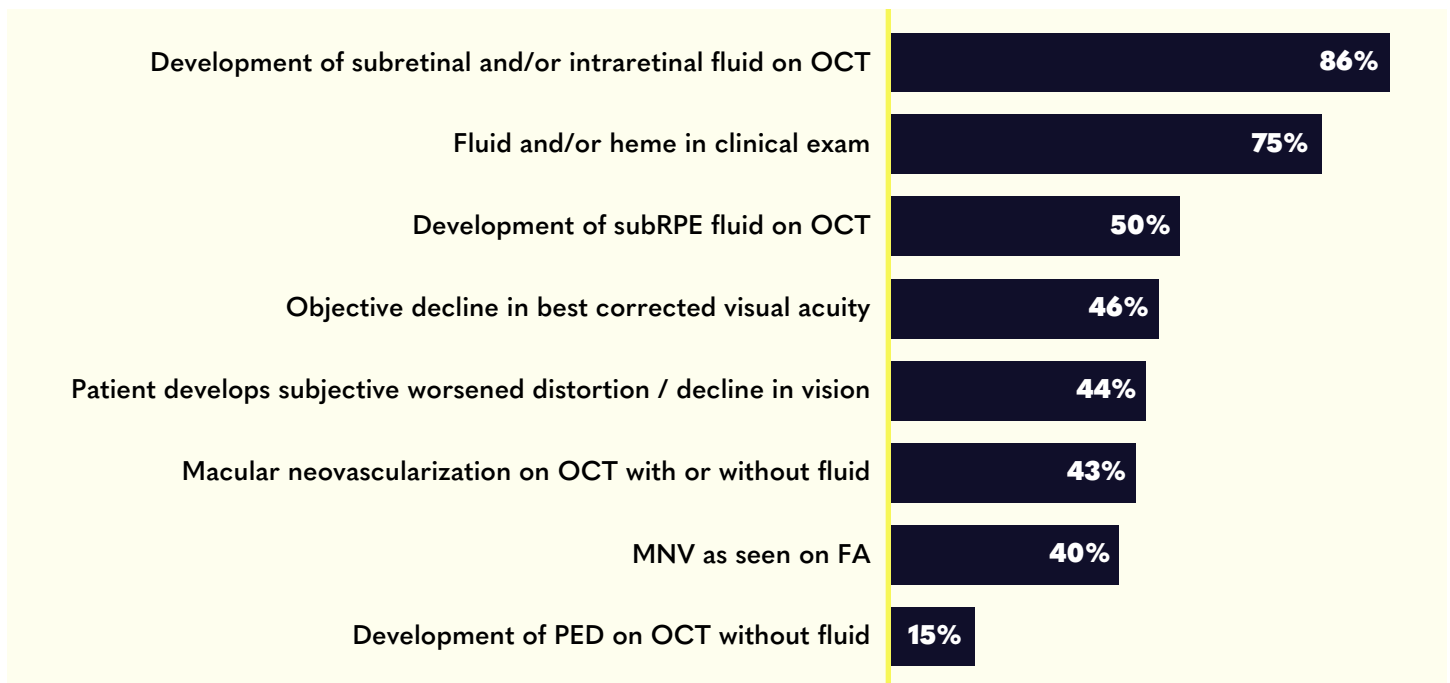 Development of subretinal and/or intraretinal fluid on OCT 86%
Fluid and/or heme in clinical exam 75%
Development of subRPE fluid on OCT 50%
Objective decline in best corrected visual acuity 46%
Patient develops subjective worsened distortion / decline in vision 44%
Macular neovascularization on OCT with or without fluid 43%
MNV as seen on FA 40%
Development of PED on OCT without fluid 15%